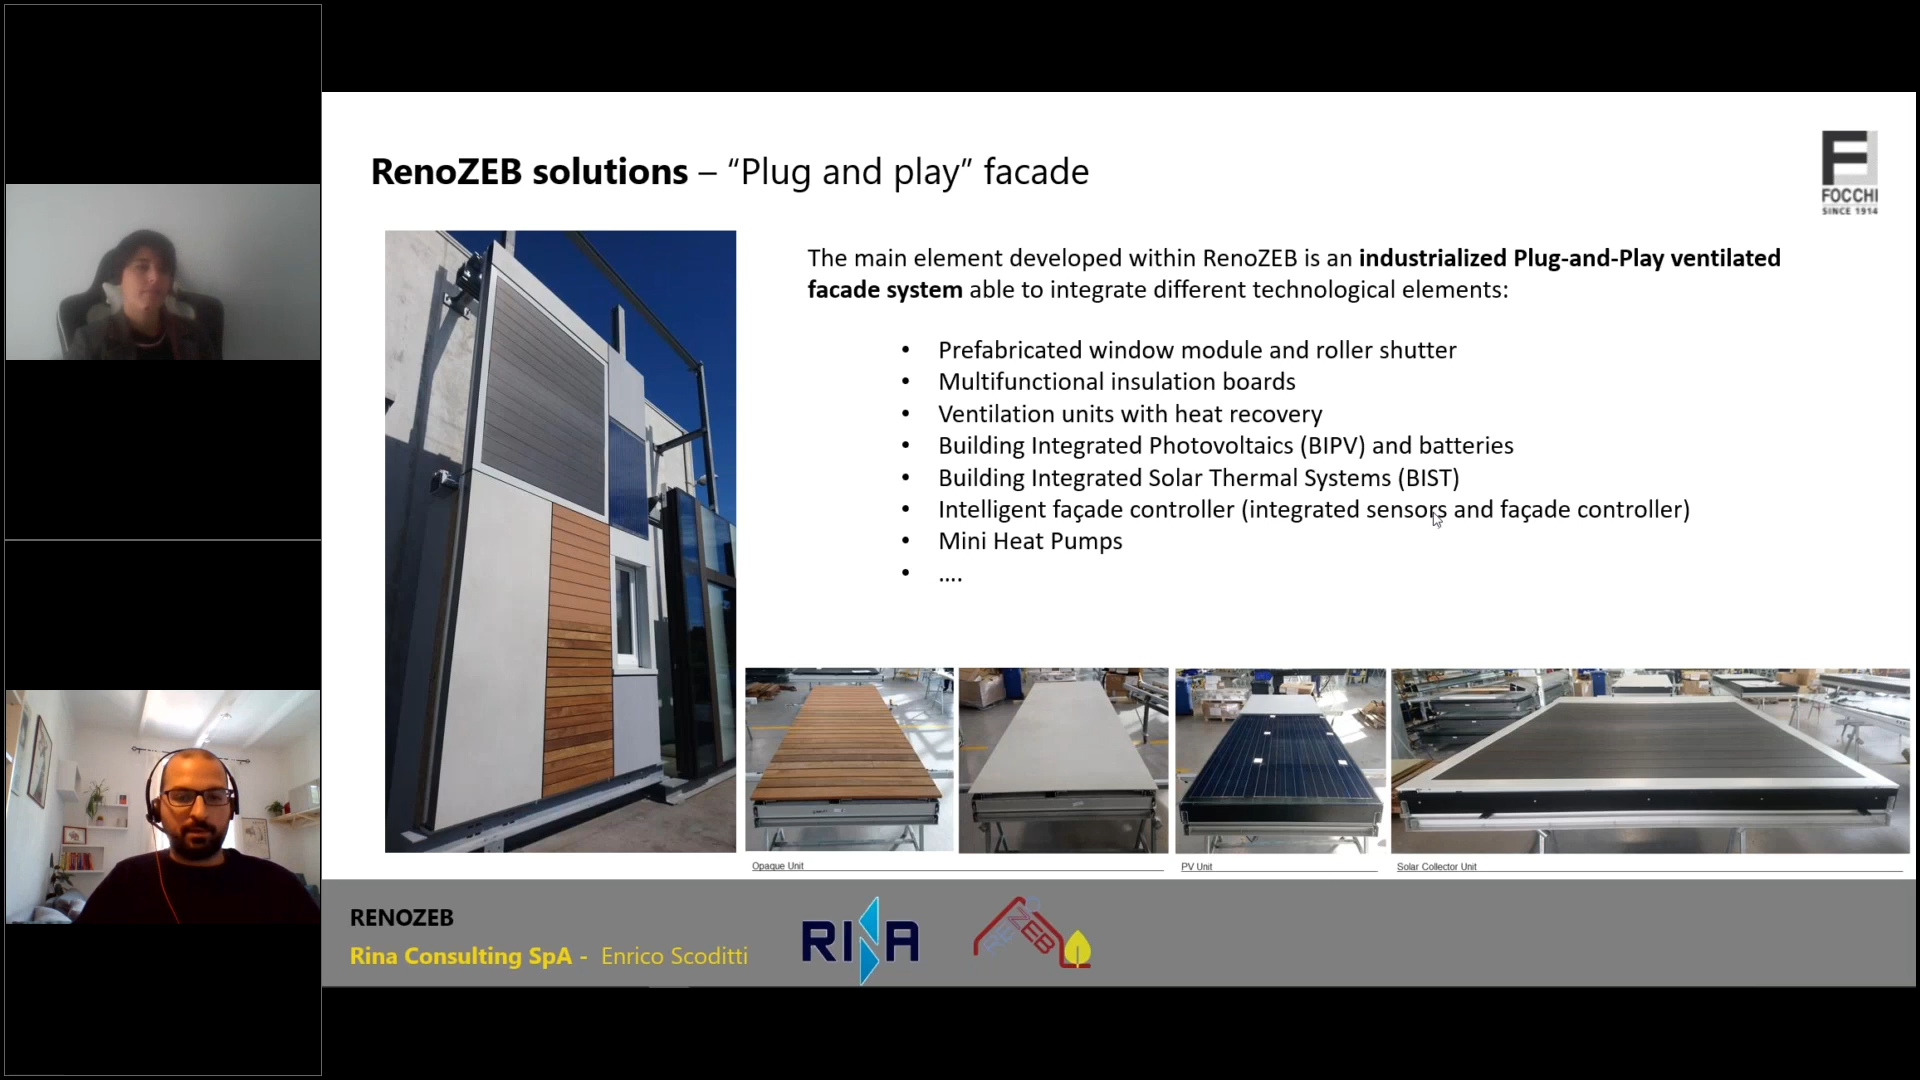 RenoZEB solutions – “Plug and play” facade
FOCCHI
SINCE 1914
The main element developed within RenoZEB is an industrialized Plug-and-Play ventilated
facade system able to integrate different technological elements:
• Prefabricated window module and roller shutter
• Multifunctional insulation boards
• Ventilation units with heat recovery
• Building Integrated Photovoltaics (BIPV) and batteries
• Building Integrated Solar Thermal Systems (BIST)
• Intelligent façade controller (integrated sensors and façade controller)
• Mini Heat Pumps
• ....
Opaque Unit
PV Unit
Solar Collector Unit
RENOZEB
Rina Consulting SpA - Enrico Scoditti
RINA
ZEB